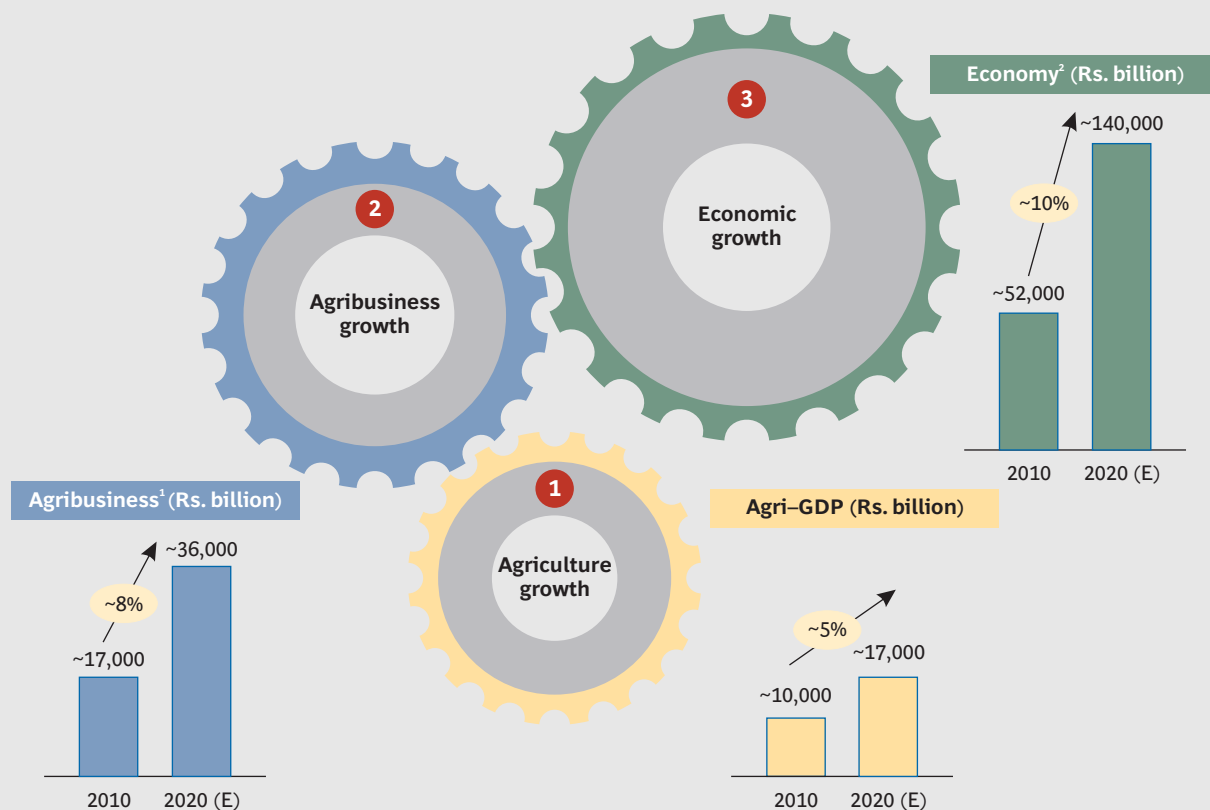 Economy² (Rs. billion)
~140,000
~10%
~52,000
2010 2020 (E)
3
Economic
growth
2
Agribusiness
growth
1
Agriculture
growth
Agribusiness¹ (Rs. billion)
~36,000
~8%
~17,000
2010 2020 (E)
Agri–GDP (Rs. billion)
~5%
~17,000
~10,000
2010 2020 (E)